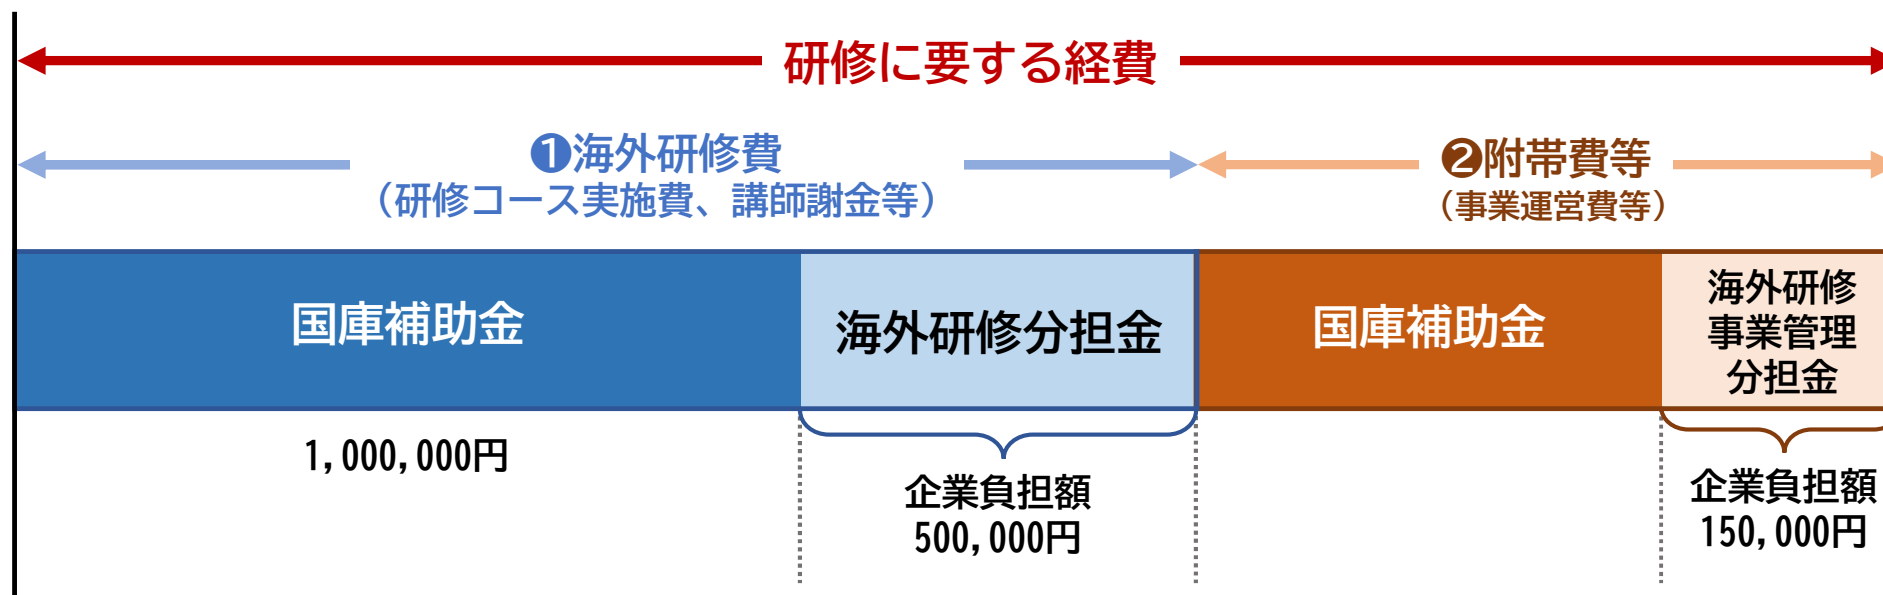 研修に要する経費
❶海外研修費
（研修コース実施費、講師謝金等）
❷附帯費等
（事業運営費等）
国庫補助金
海外研修分担金
国庫補助金
海外研修
事業管理
分担金
1,000,000円
企業負担額
500,000円
企業負担額
150,000円